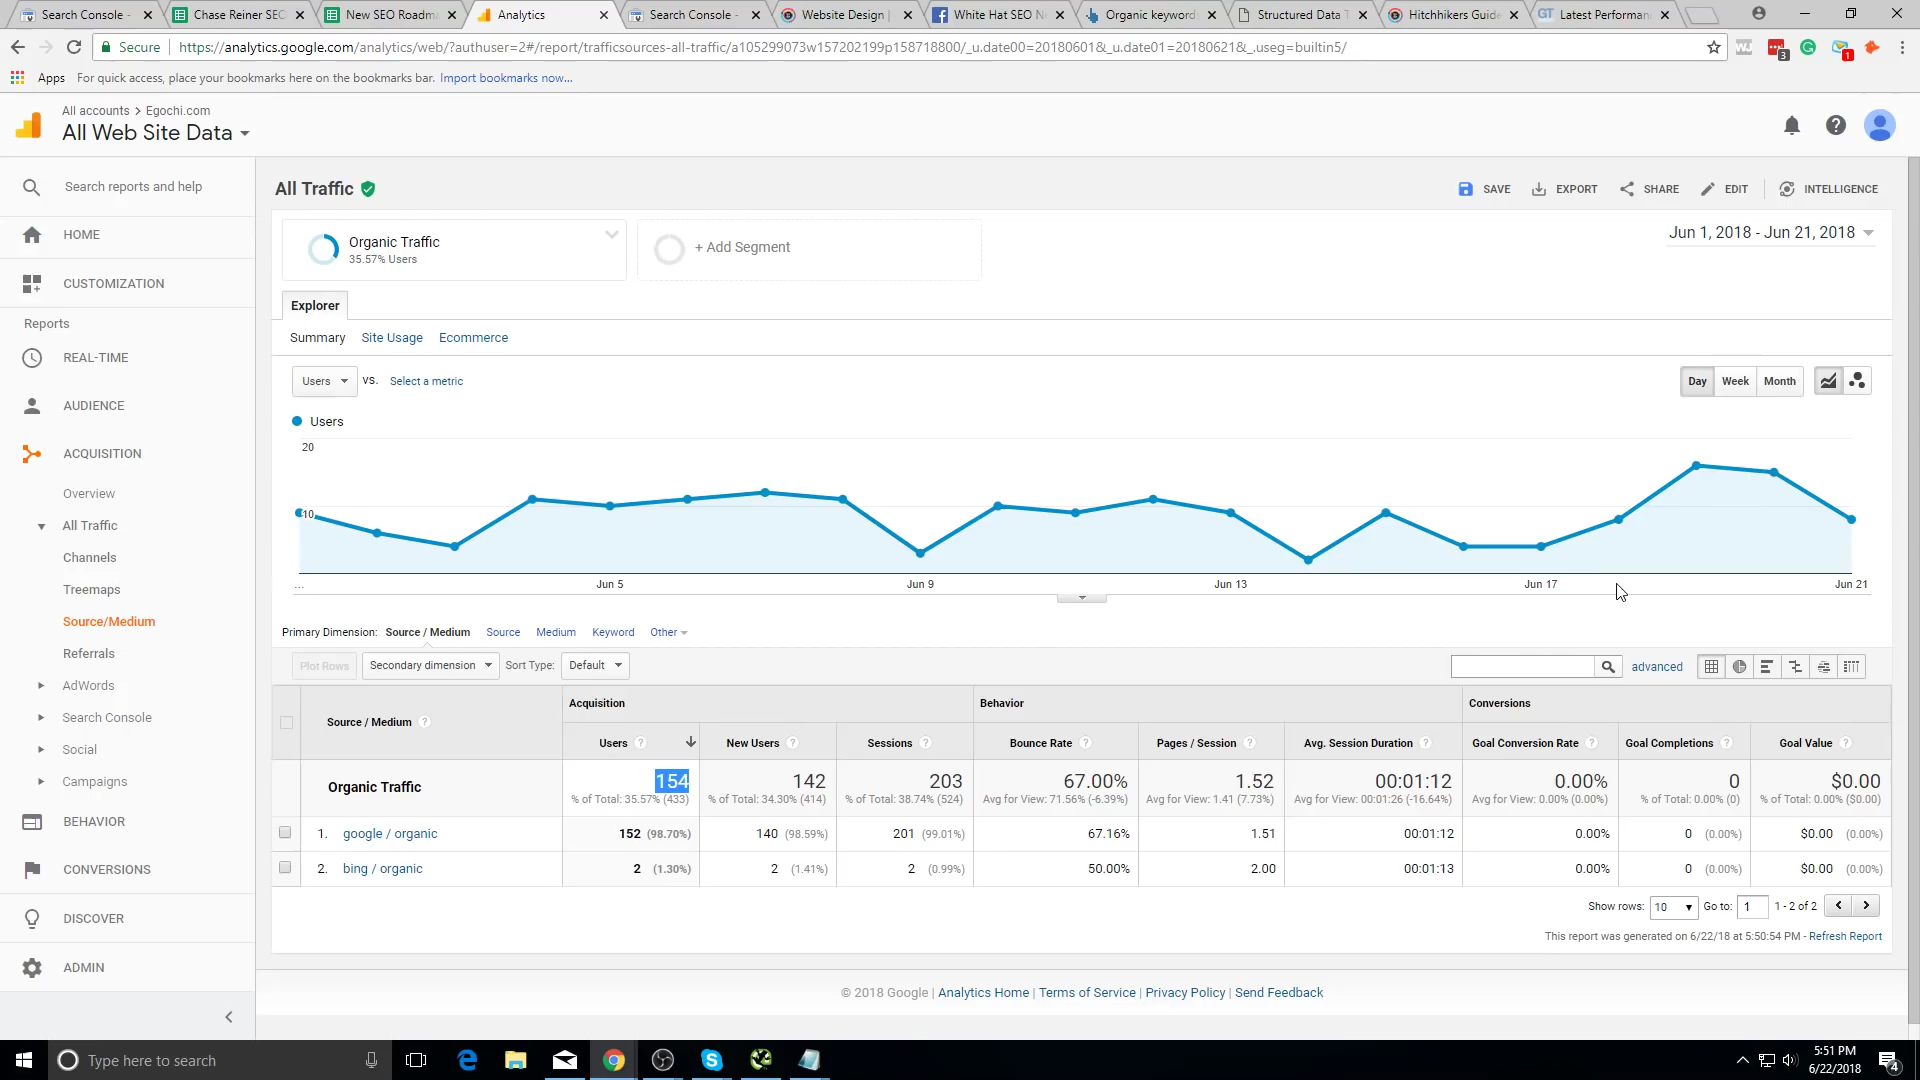 Search Console -
Chase Reiner SEO
New SEO Roadma
Analytics
Search Console -
Website Design |
White Hat SEO N
Organic keyword
Structured Data T
Hitchhikers Guid
GT Latest Performan
Secure https://analytics.google.com/analytics/web/?authuser=2#/report/trafficsources-all-traffic/a105299073w157202199p158718800/_u.date00=20180601&_u.date01=20180621&_.useg=builtin5/
3
1
Apps For quick access, place your bookmarks here on the bookmarks bar. Import bookmarks now...
All accounts > Egochi.com
All Web Site Data
Search reports and help
HOME
CUSTOMIZATION
Reports
REAL-TIME
AUDIENCE
ACQUISITION
Overview
All Traffic
Channels
Treemaps
Source/Medium
Referrals
AdWords
Search Console
Social
Campaigns
BEHAVIOR
CONVERSIONS
DISCOVER
ADMIN
All Traffic
SAVE EXPORT SHARE EDIT INTELLIGENCE
Organic Traffic
35.57% Users
+ Add Segment
Jun 1, 2018 - Jun 21, 2018
Explorer
Summary Site Usage Ecommerce
Users VS. Select a metric
Day Week Month
Users
20
10
... Jun 5 Jun 9 Jun 13 Jun 17 Jun 21
Primary Dimension: Source / Medium Source Medium Keyword Other
Plot Rows Secondary dimension Sort Type: Default advanced
Source / Medium ? Acquisition Behavior Conversions
Users ? New Users ? Sessions ? Bounce Rate ? Pages / Session ? Avg. Session Duration ? Goal Conversion Rate ? Goal Completions ? Goal Value ?
Organic Traffic 154 142 203 67.00% 1.52 00:01:12 0.00% 0 $0.00
% of Total: 35.57% (433) % of Total: 34.30% (414) % of Total: 38.74% (524) Avg for View: 71.56% (-6.39%) Avg for View: 1.41 (7.73%) Avg for View: 00:01:26 (-16.64%) Avg for View: 0.00% (0.00%) % of Total: 0.00% (0) % of Total: 0.00% ($0.00)
1. google / organic 152 (98.70%) 140 (98.59%) 201 (99.01%) 67.16% 1.51 00:01:12 0.00% 0 (0.00%) $0.00 (0.00%)
2. bing / organic 2 (1.30%) 2 (1.41%) 2 (0.99%) 50.00% 2.00 00:01:13 0.00% 0 (0.00%) $0.00 (0.00%)
Show rows: 10 Go to: 1 1 - 2 of 2
This report was generated on 6/22/18 at 5:50:54 PM - Refresh Report
© 2018 Google | Analytics Home | Terms of Service | Privacy Policy | Send Feedback
Type here to search
5:51 PM
6/22/2018
4